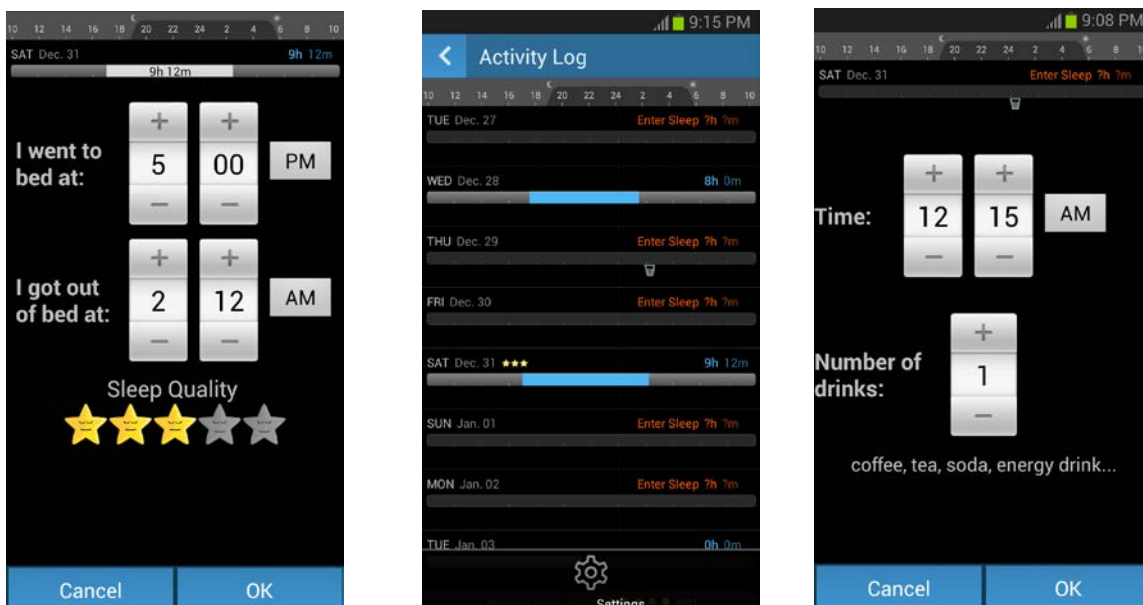 10 12 14 16 18 20 22 24 2 4 6 8 10
SAT Dec. 31 9h 12m
9h 12m
+ +
I went to bed at: 5 00 PM
− −
+ +
I got out of bed at: 2 12 AM
− −
Sleep Quality
Cancel OK
9:15 PM
Activity Log
10 12 14 16 18 20 22 24 2 4 6 8 10
TUE Dec. 27 Enter Sleep ?h ?m
WED Dec. 28 8h 0m
THU Dec. 29 Enter Sleep ?h ?m
FRI Dec. 30 Enter Sleep ?h ?m
SAT Dec. 31 9h 12m
SUN Jan. 01 Enter Sleep ?h ?m
MON Jan. 02 Enter Sleep ?h ?m
TUE Jan. 03 0h 0m
Settings
9:08 PM
10 12 14 16 18 20 22 24 2 4 6 8
SAT Dec. 31 Enter Sleep ?h ?m
+ +
Time: 12 15 AM
− −
+
Number of drinks: 1
−
coffee, tea, soda, energy drink...
Cancel OK